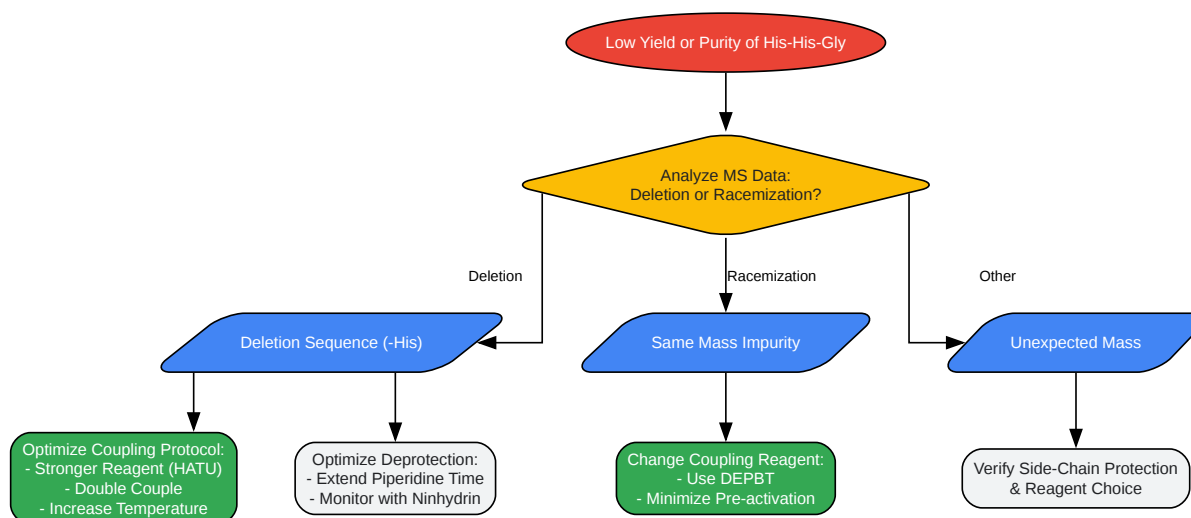 Low Yield or Purity of His-His-Gly
Analyze MS Data:
Deletion or Racemization?
Deletion
Racemization
Other
Deletion Sequence (-His)
Same Mass Impurity
Unexpected Mass
Optimize Coupling Protocol:
- Stronger Reagent (HATU)
- Double Couple
- Increase Temperature
Optimize Deprotection:
- Extend Piperidine Time
- Monitor with Ninhydrin
Change Coupling Reagent:
- Use DEPBT
- Minimize Pre-activation
Verify Side-Chain Protection
& Reagent Choice